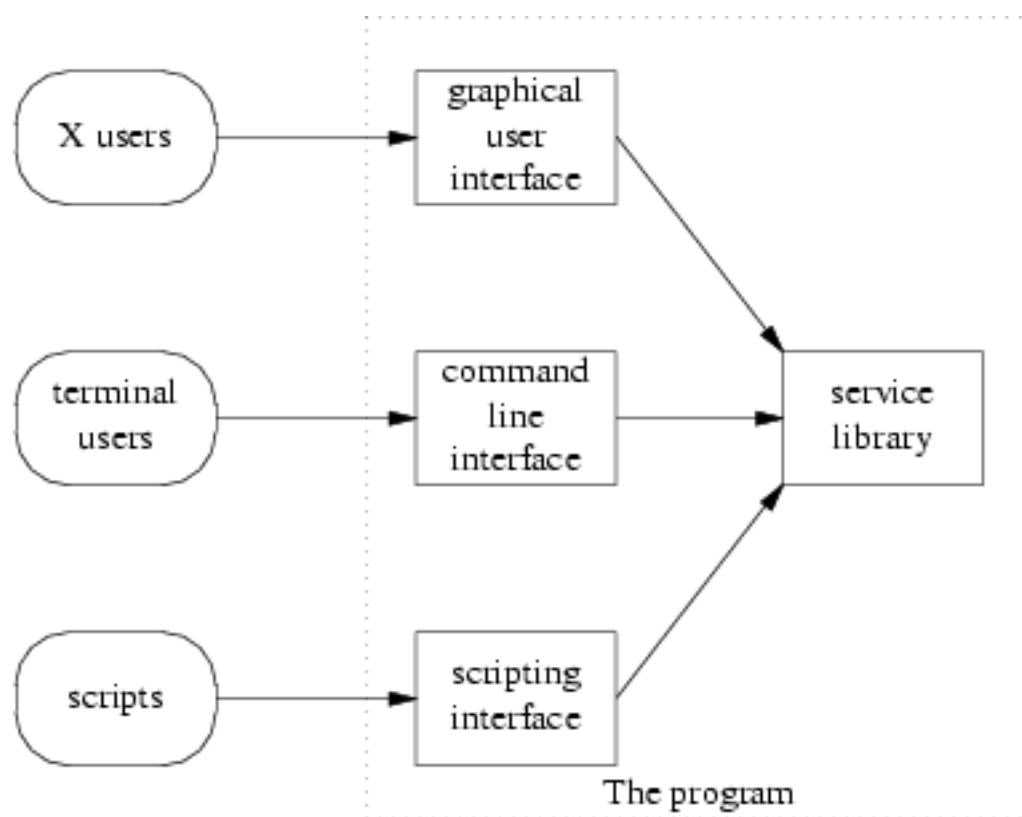 X users
graphical
user
interface
terminal
users
command
line
interface
service
library
scripts
scripting
interface
The program